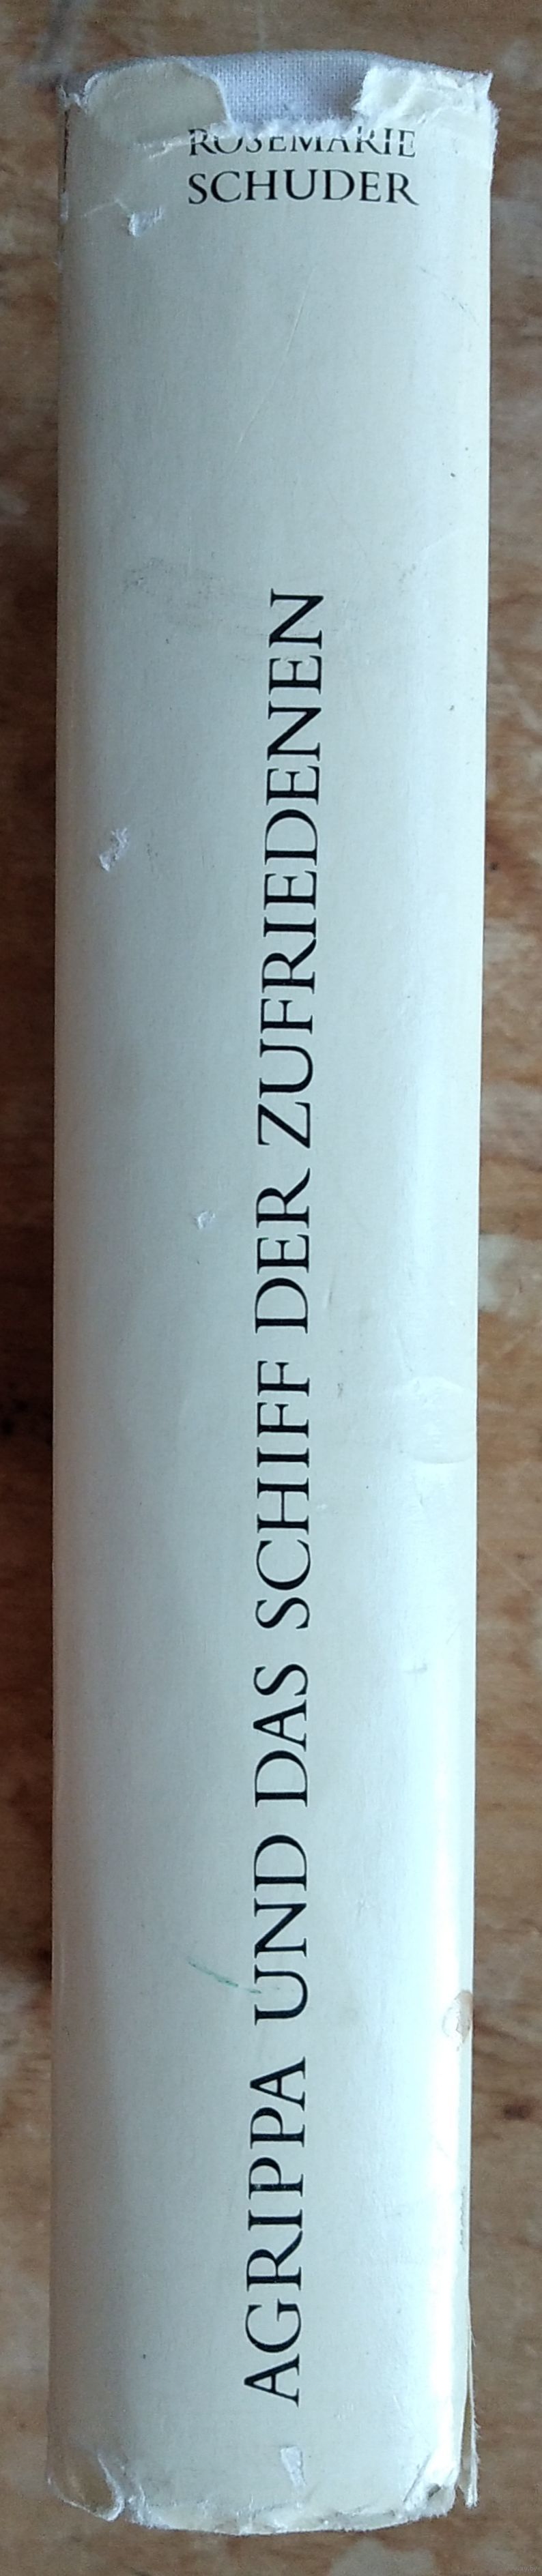 ROSEMARIE
SCHUDER
AGRIPPA UND DAS SCHIFF DER ZUFRIEDENEN